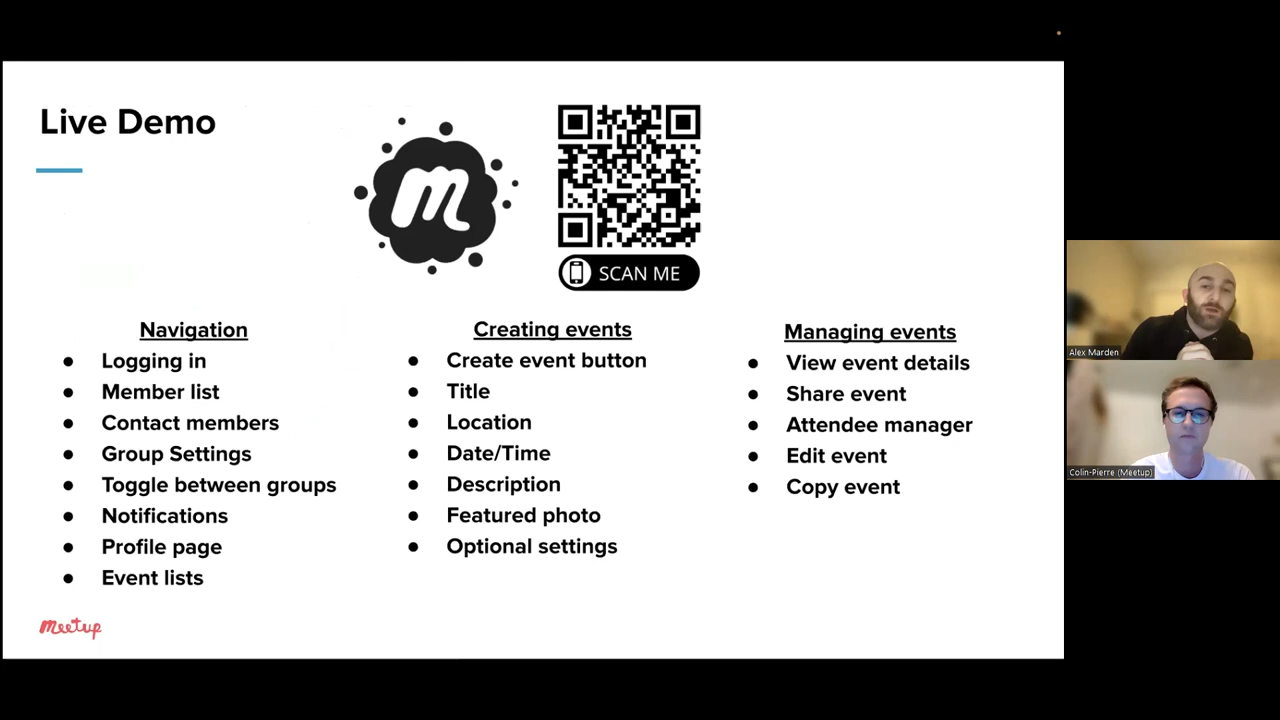 Live Demo
m
SCAN ME
Navigation
Logging in
Member list
Contact members
Group Settings
Toggle between groups
Notifications
Profile page
Event lists
Creating events
Create event button
Title
Location
Date/Time
Description
Featured photo
Optional settings
Managing events
View event details
Share event
Attendee manager
Edit event
Copy event
meetup
Alex Marden
Colin-Pierre (Meetup)